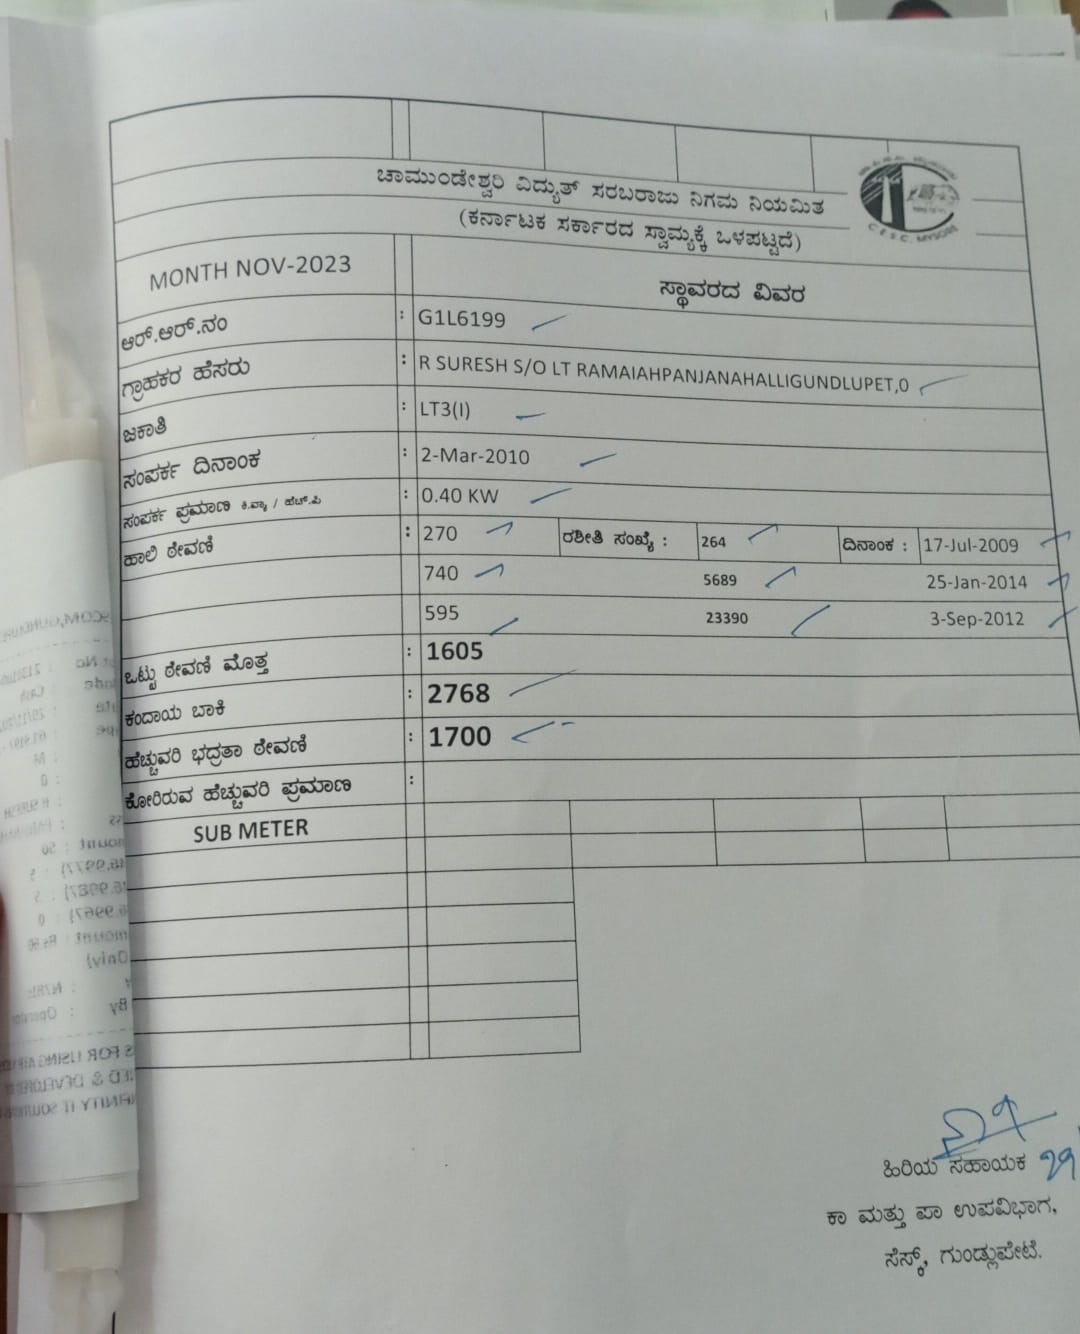 ಚಾಮುಂಡೇಶ್ವರಿ ವಿದ್ಯುತ್ ಸರಬರಾಜು ನಿಗಮ ನಿಯಮಿತ
(ಕರ್ನಾಟಕ ಸರ್ಕಾರದ ಸ್ವಾಮ್ಯಕ್ಕೆ ಒಳಪಟ್ಟಿದೆ)
C.E.S.C. MYSORE
MONTH NOV-2023 ಸ್ಥಾವರದ ವಿವರ
ಆರ್.ಆರ್.ನಂ : G1L6199
ಗ್ರಾಹಕರ ಹೆಸರು : R SURESH S/O LT RAMAIAHPANJANAHALLIGUNDLUPET,0
ಜಕಾತಿ : LT3(I)
ಸಂಪರ್ಕ ದಿನಾಂಕ : 2-Mar-2010
ಸಂಪರ್ಕ ಪ್ರಮಾಣ ಕಿ.ವ್ಯಾ / ಹೆಚ್.ಪಿ : 0.40 KW
ಹಾಲಿ ಠೇವಣಿ : 270 ರಶೀತಿ ಸಂಖ್ಯೆ : 264 ದಿನಾಂಕ : 17-Jul-2009
740 5689 25-Jan-2014
595 23390 3-Sep-2012
ಒಟ್ಟು ಠೇವಣಿ ಮೊತ್ತ : 1605
ಕಂದಾಯ ಬಾಕಿ : 2768
ಹೆಚ್ಚುವರಿ ಭದ್ರತಾ ಠೇವಣಿ : 1700
ಕೋರಿರುವ ಹೆಚ್ಚುವರಿ ಪ್ರಮಾಣ :
SUB METER
ಹಿರಿಯ ಸಹಾಯಕ
ಕಾ ಮತ್ತು ಪಾ ಉಪವಿಭಾಗ,
ಸೆಸ್ಕ್, ಗುಂಡ್ಲುಪೇಟೆ.